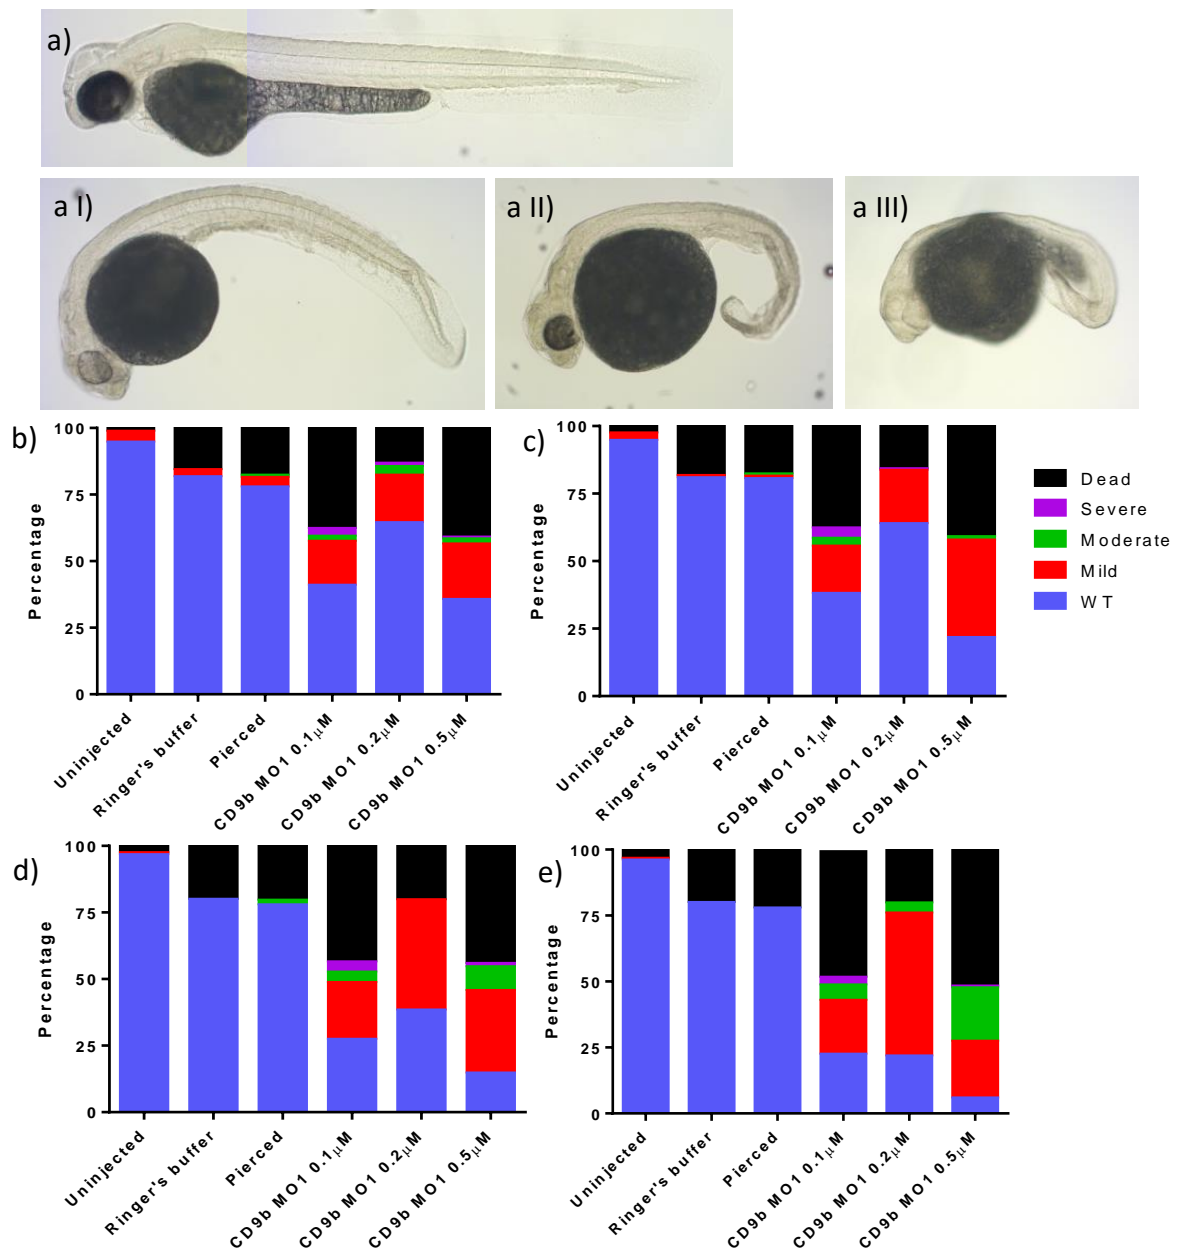 a)
a I)
a II)
a III)
b)
100
75
50
25
0
Percentage
Uninjected
Ringer's buffer
Pierced
CD9b MO1 0.1µM
CD9b MO1 0.2µM
CD9b MO1 0.5µM
c)
100
75
50
25
0
Percentage
Uninjected
Ringer's buffer
Pierced
CD9b MO1 0.1µM
CD9b MO1 0.2µM
CD9b MO1 0.5µM
Dead
Severe
Moderate
Mild
WT
d)
100
75
50
25
0
Percentage
Uninjected
Ringer's buffer
Pierced
CD9b MO1 0.1µM
CD9b MO1 0.2µM
CD9b MO1 0.5µM
e)
100
75
50
25
0
Percentage
Uninjected
Ringer's buffer
Pierced
CD9b MO1 0.1µM
CD9b MO1 0.2µM
CD9b MO1 0.5µM